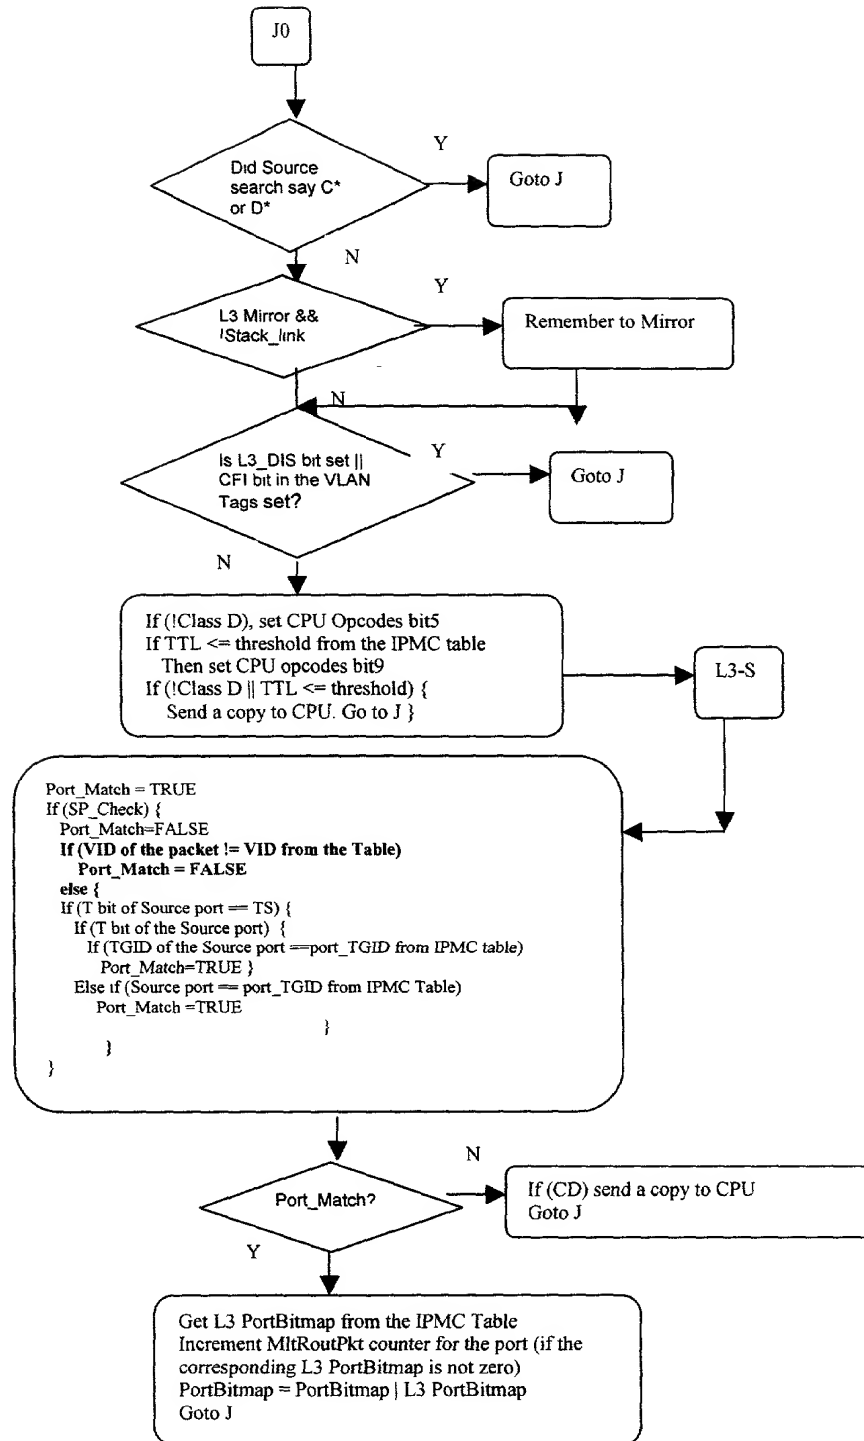 J0
Did Source
search say C*
or D*
Y
Goto J
N
L3 Mirror &&
!Stack_link
Y
Remember to Mirror
N
Is L3_DIS bit set ||
CFI bit in the VLAN
Tags set?
Y
Goto J
N
If (!Class D), set CPU Opcodes bit5
If TTL <= threshold from the IPMC table
Then set CPU opcodes bit9
If (!Class D || TTL <= threshold) {
Send a copy to CPU. Go to J }
L3-S
Port_Match = TRUE
If (SP_Check) {
Port_Match=FALSE
If (VID of the packet != VID from the Table)
Port_Match = FALSE
else {
If (T bit of Source port == TS) {
If (T bit of the Source port) {
If (TGID of the Source port ==port_TGID from IPMC table)
Port_Match=TRUE }
Else if (Source port == port_TGID from IPMC Table)
Port_Match =TRUE
}
}
}
Port_Match?
N
If (CD) send a copy to CPU
Goto J
Y
Get L3 PortBitmap from the IPMC Table
Increment MltRoutPkt counter for the port (if the
corresponding L3 PortBitmap is not zero)
PortBitmap = PortBitmap | L3 PortBitmap
Goto J